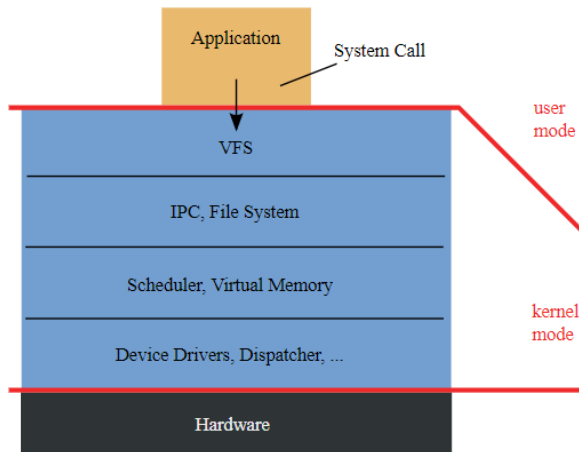 Application
System Call
user
mode
VFS
IPC, File System
Scheduler, Virtual Memory
kernel
mode
Device Drivers, Dispatcher, ...
Hardware